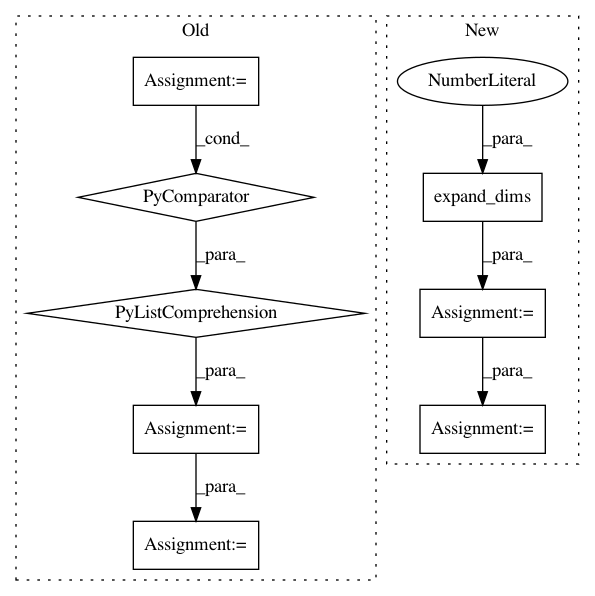 Old
New
Assignment:=
NumberLiteral
_cond_
_para_
PyComparator
expand_dims
_para_
_para_
PyListComprehension
Assignment:=
_para_
_para_
Assignment:=
Assignment:=
_para_
Assignment:=